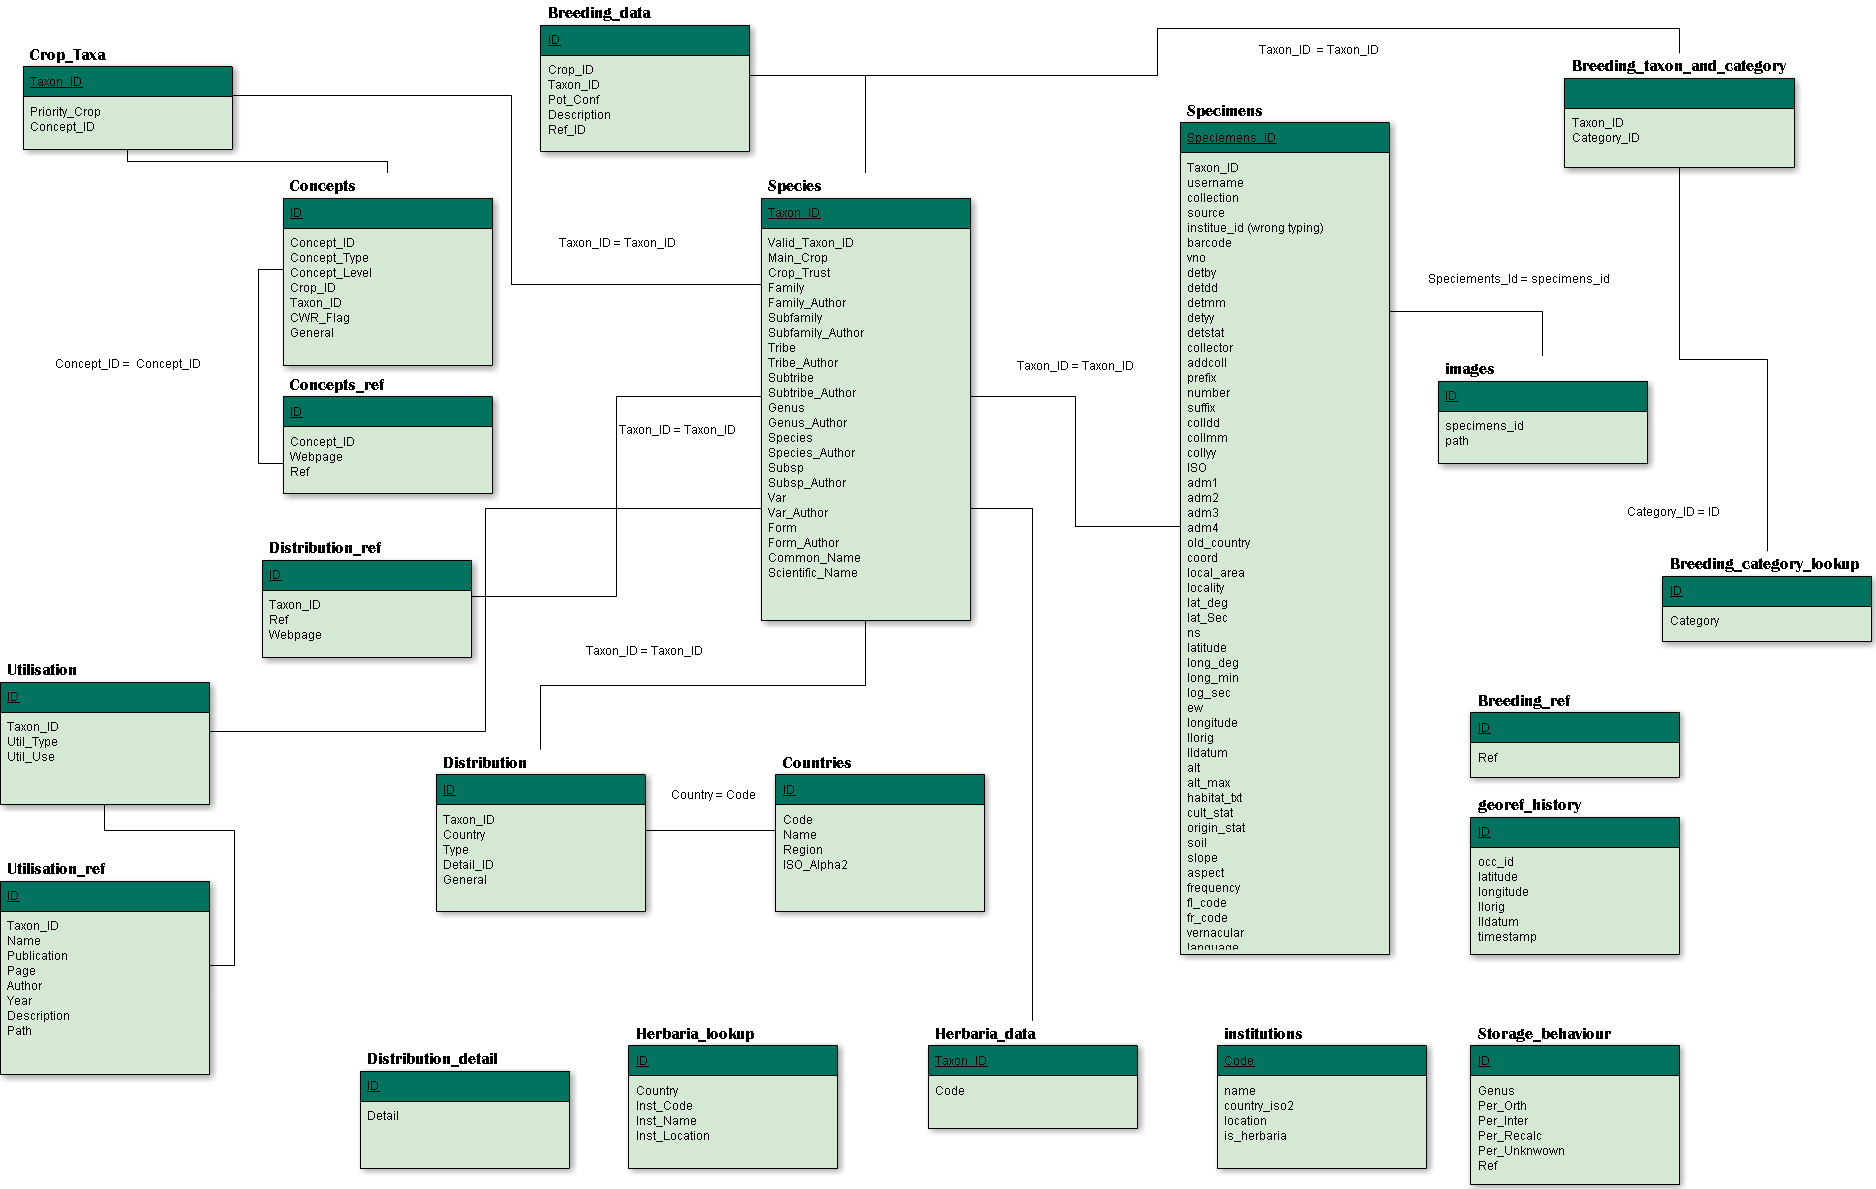 Breeding_data
ID
Crop_ID
Taxon_ID
Pot_Conf
Description
Ref_ID
Taxon_ID = Taxon_ID
Crop_Taxa
Taxon_ID
Priority_Crop
Concept_ID
Breeding_taxon_and_category
Taxon_ID
Category_ID
Concepts
ID
Concept_ID
Concept_Type
Concept_Level
Crop_ID
Taxon_ID
CWR_Flag
General
Taxon_ID = Taxon_ID
Species
Taxon_ID
Valid_Taxon_ID
Main_Crop
Crop_Trust
Family
Family_Author
Subfamily
Subfamily_Author
Tribe
Tribe_Author
Subtribe
Subtribe_Author
Genus
Genus_Author
Species
Species_Author
Subsp
Subsp_Author
Var
Var_Author
Form
Form_Author
Common_Name
Scientific_Name
Specimens
Speciemens_ID
Taxon_ID
username
collection
source
institue_id (wrong typing)
barcode
vno
detby
detdd
detmm
detyy
detstat
collector
addcoll
prefix
number
suffix
colldd
collmm
collyy
ISO
adm1
adm2
adm3
adm4
old_country
coord
local_area
locality
lat_deg
lat_Sec
ns
latitude
long_deg
long_min
log_sec
ew
longitude
llorig
lldatum
alt
alt_max
habitat_txt
cult_stat
origin_stat
soil
slope
aspect
frequency
fl_code
fr_code
vernacular
language
Speciements_Id = specimens_id
images
ID
specimens_id
path
Concept_ID = Concept_ID
Taxon_ID = Taxon_ID
Concepts_ref
ID
Concept_ID
Webpage
Ref
Taxon_ID = Taxon_ID
Category_ID = ID
Distribution_ref
ID
Taxon_ID
Ref
Webpage
Breeding_category_lookup
ID
Category
Taxon_ID = Taxon_ID
Utilisation
ID
Taxon_ID
Util_Type
Util_Use
Breeding_ref
ID
Ref
Distribution
ID
Taxon_ID
Country
Type
Detail_ID
General
Country = Code
Countries
ID
Code
Name
Region
ISO_Alpha2
georef_history
ID
occ_id
latitude
longitude
llorig
lldatum
timestamp
Utilisation_ref
ID
Taxon_ID
Name
Publication
Page
Author
Year
Description
Path
Distribution_detail
ID
Detail
Herbaria_lookup
ID
Country
Inst_Code
Inst_Name
Inst_Location
Herbaria_data
Taxon_ID
Code
institutions
Code
name
country_iso2
location
is_herbaria
Storage_behaviour
ID
Genus
Per_Orth
Per_Inter
Per_Recalc
Per_Unknwown
Ref